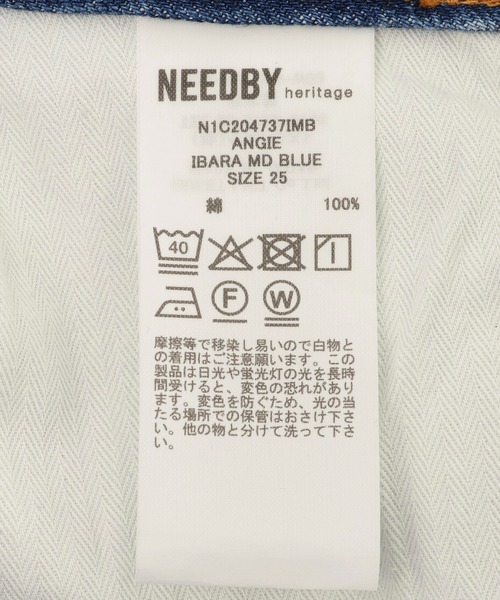 NEEDBY heritage
N1C204737IMB
ANGIE
IBARA MD BLUE
SIZE 25
綿 100%
40
F W
摩擦等で移染し易いので白物と
の着用はご注意願います。この
製品は日光や蛍光灯の光を長時
間受けると、変色の恐れがあり
ます。変色を防ぐため、光の当
たる場所での保管はおさけ下さ
い。他の物と分けて洗って下さ
い。